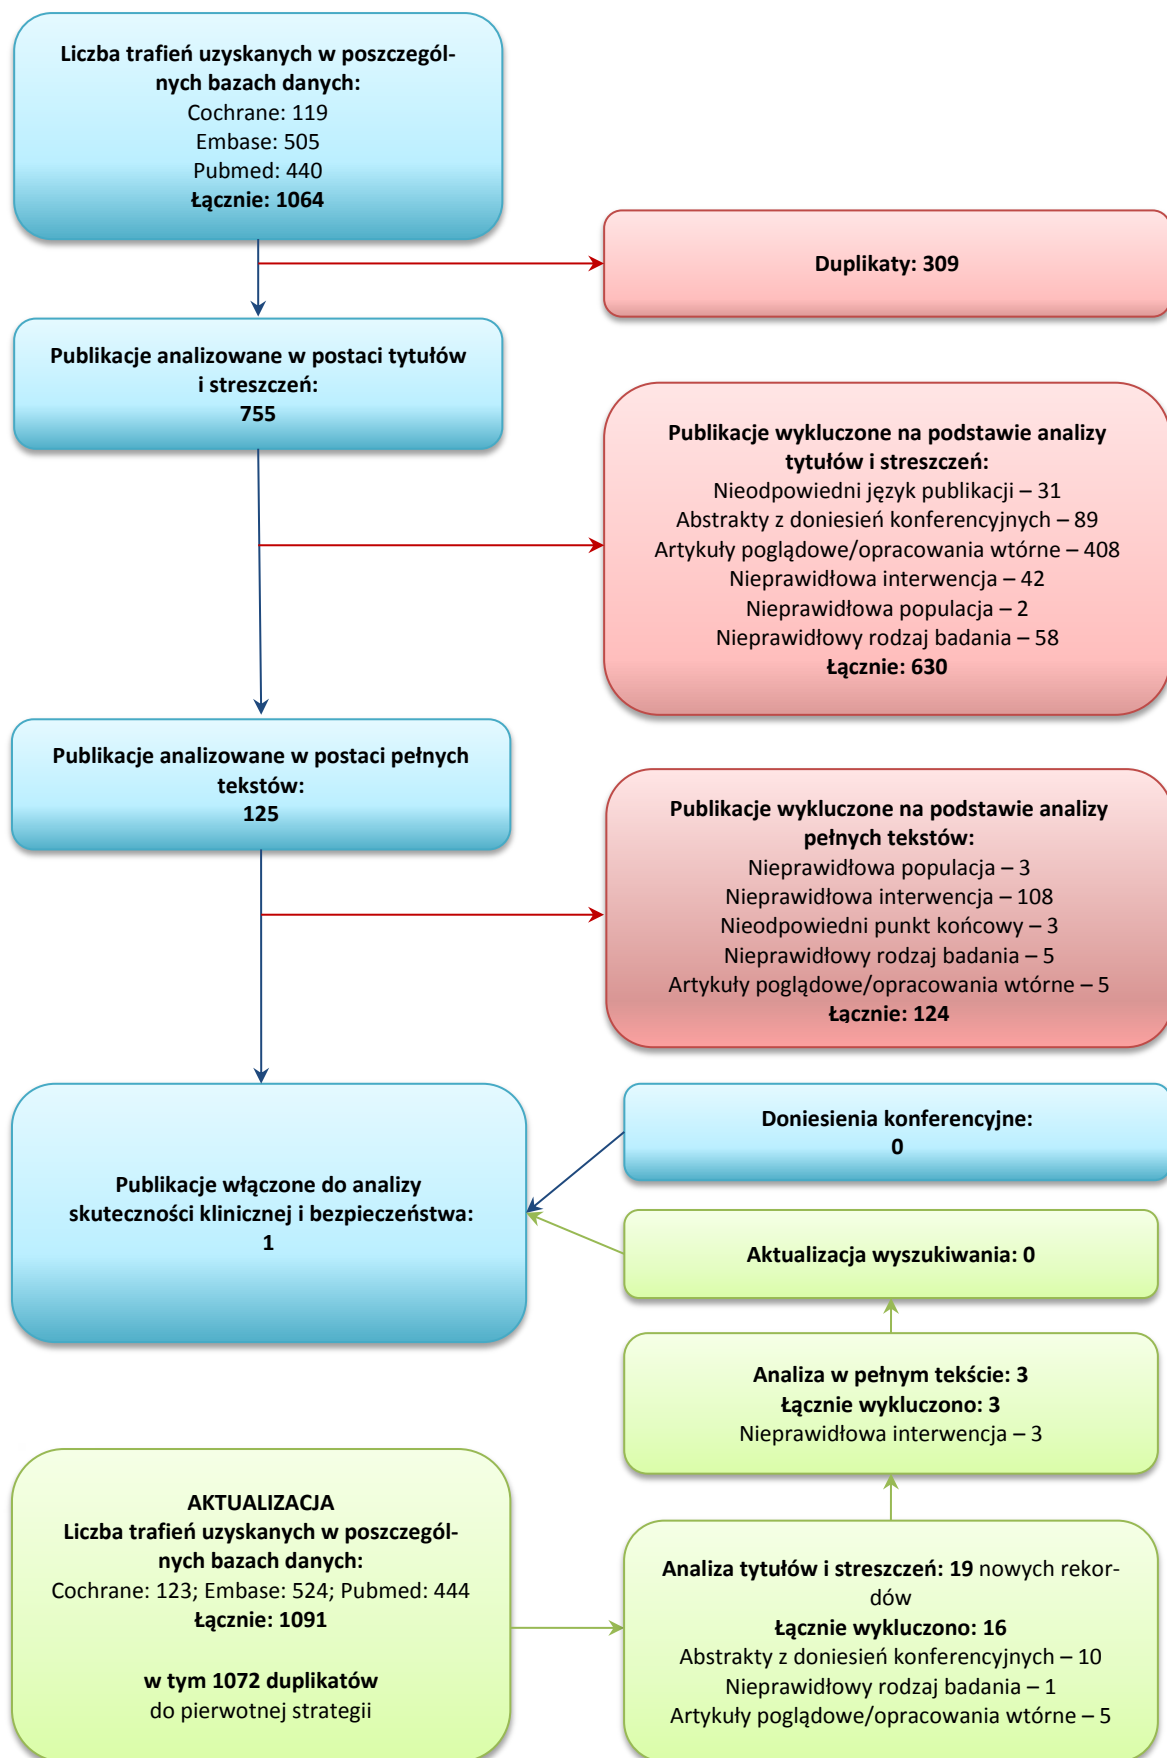 Liczba trafień uzyskanych w poszczegól-
nych bazach danych:
Cochrane: 119
Embase: 505
Pubmed: 440
Łącznie: 1064
Duplikaty: 309
Publikacje analizowane w postaci tytułów
i streszczeń:
755
Publikacje wykluczone na podstawie analizy
tytułów i streszczeń:
Nieodpowiedni język publikacji – 31
Abstrakty z doniesień konferencyjnych – 89
Artykuły poglądowe/opracowania wtórne – 408
Nieprawidłowa interwencja – 42
Nieprawidłowa populacja – 2
Nieprawidłowy rodzaj badania – 58
Łącznie: 630
Publikacje analizowane w postaci pełnych
tekstów:
125
Publikacje wykluczone na podstawie analizy
pełnych tekstów:
Nieprawidłowa populacja – 3
Nieprawidłowa interwencja – 108
Nieodpowiedni punkt końcowy – 3
Nieprawidłowy rodzaj badania – 5
Artykuły poglądowe/opracowania wtórne – 5
Łącznie: 124
Publikacje włączone do analizy
skuteczności klinicznej i bezpieczeństwa:
1
Doniesienia konferencyjne:
0
Aktualizacja wyszukiwania: 0
Analiza w pełnym tekście: 3
Łącznie wykluczono: 3
Nieprawidłowa interwencja – 3
AKTUALIZACJA
Liczba trafień uzyskanych w poszczegól-
nych bazach danych:
Cochrane: 123; Embase: 524; Pubmed: 444
Łącznie: 1091
w tym 1072 duplikatów
do pierwotnej strategii
Analiza tytułów i streszczeń: 19 nowych rekor-
dów
Łącznie wykluczono: 16
Abstrakty z doniesień konferencyjnych – 10
Nieprawidłowy rodzaj badania – 1
Artykuły poglądowe/opracowania wtórne – 5